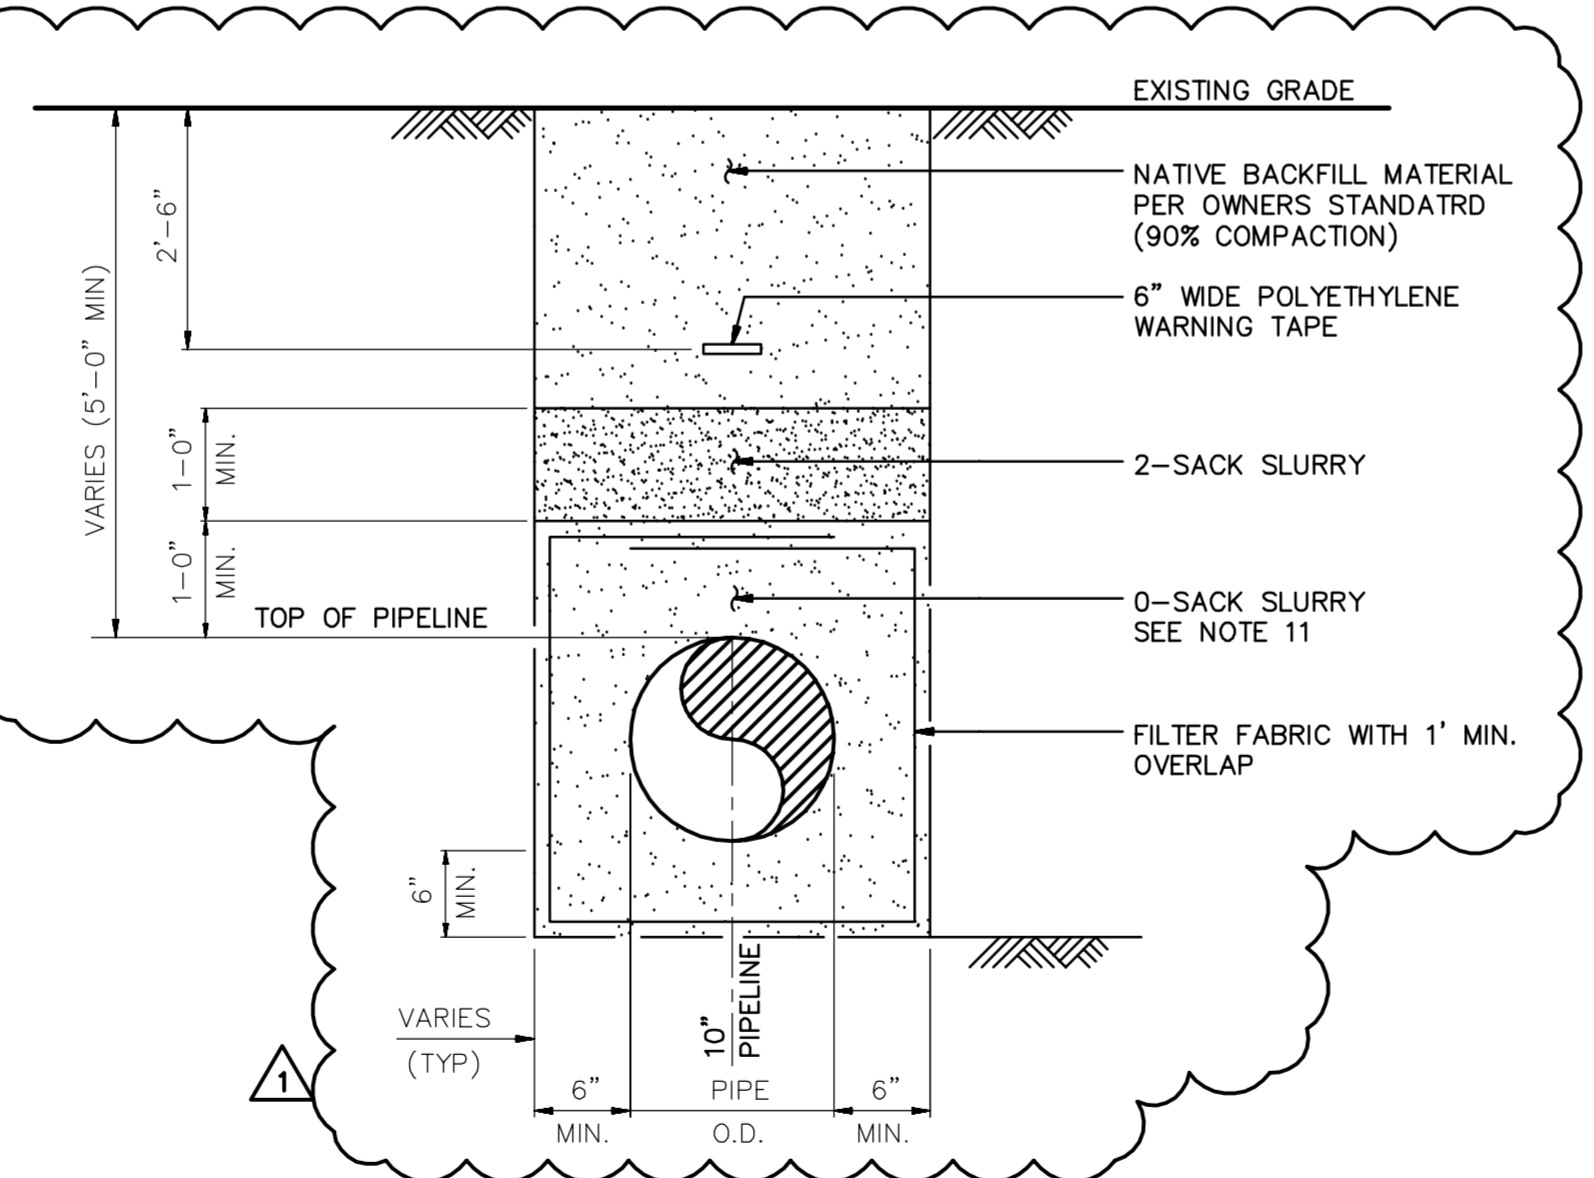 EXISTING GRADE
NATIVE BACKFILL MATERIAL
PER OWNERS STANDATRD
(90% COMPACTION)
2'-6"
VARIES (5'-0" MIN)
6" WIDE POLYETHYLENE
WARNING TAPE
1-0"
MIN.
2-SACK SLURRY
1-0"
MIN.
TOP OF PIPELINE
0-SACK SLURRY
SEE NOTE 11
FILTER FABRIC WITH 1' MIN.
OVERLAP
6"
MIN.
10"
PIPELINE
VARIES
(TYP)
1
6"
MIN.
PIPE
O.D.
6"
MIN.